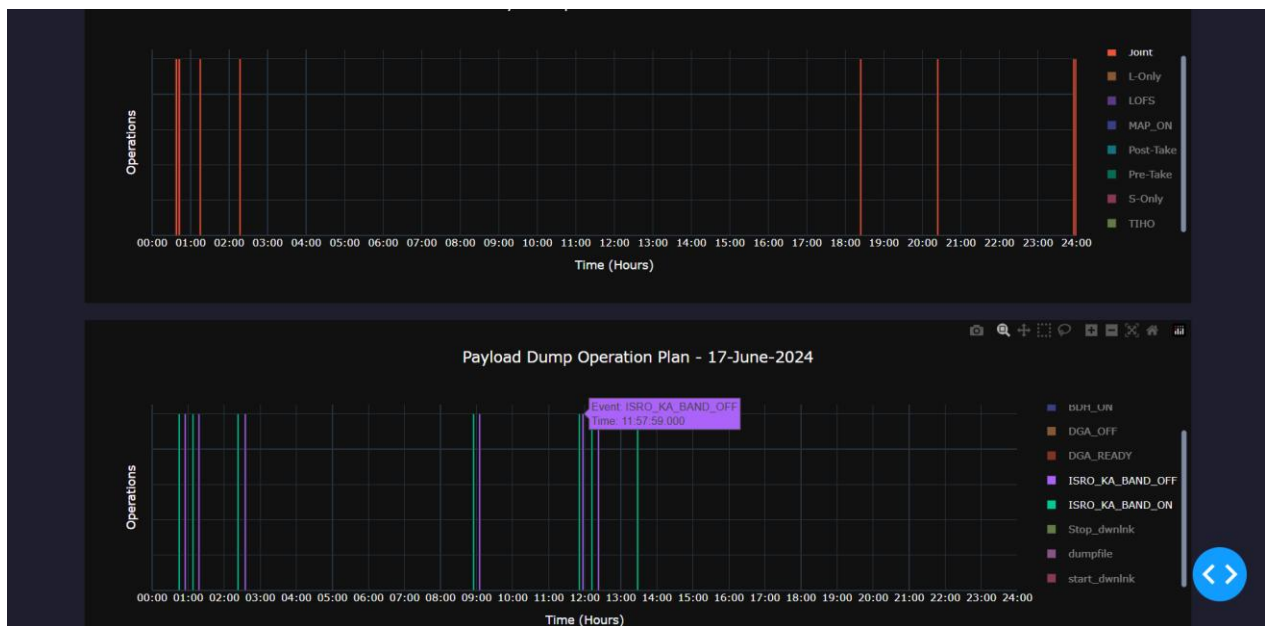 Joint
L-Only
LOFS
MAP_ON
Post-Take
Pre-Take
S-Only
TIHO
Operations
00:00 01:00 02:00 03:00 04:00 05:00 06:00 07:00 08:00 09:00 10:00 11:00 12:00 13:00 14:00 15:00 16:00 17:00 18:00 19:00 20:00 21:00 22:00 23:00 24:00
Time (Hours)
Payload Dump Operation Plan - 17-June-2024
Event: ISRO_KA_BAND_OFF
Time: 11:57:59.000
BDH_ON
DGA_OFF
DGA_READY
ISRO_KA_BAND_OFF
ISRO_KA_BAND_ON
Stop_dwnlnk
dumpfile
start_dwnlnk
Operations
00:00 01:00 02:00 03:00 04:00 05:00 06:00 07:00 08:00 09:00 10:00 11:00 12:00 13:00 14:00 15:00 16:00 17:00 18:00 19:00 20:00 21:00 22:00 23:00 24:00
Time (Hours)